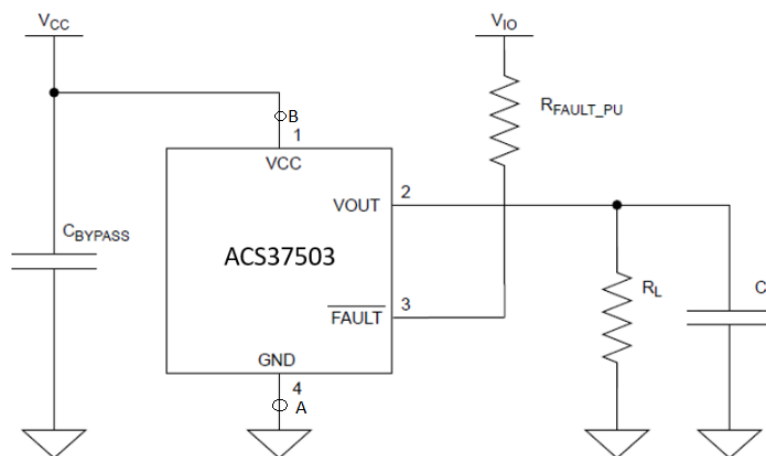 VCC
VIO
B
1
RFAULT_PU
VCC
2
VOUT
CBYPASS
ACS37503
RL
C
3
FAULT
GND
4
A